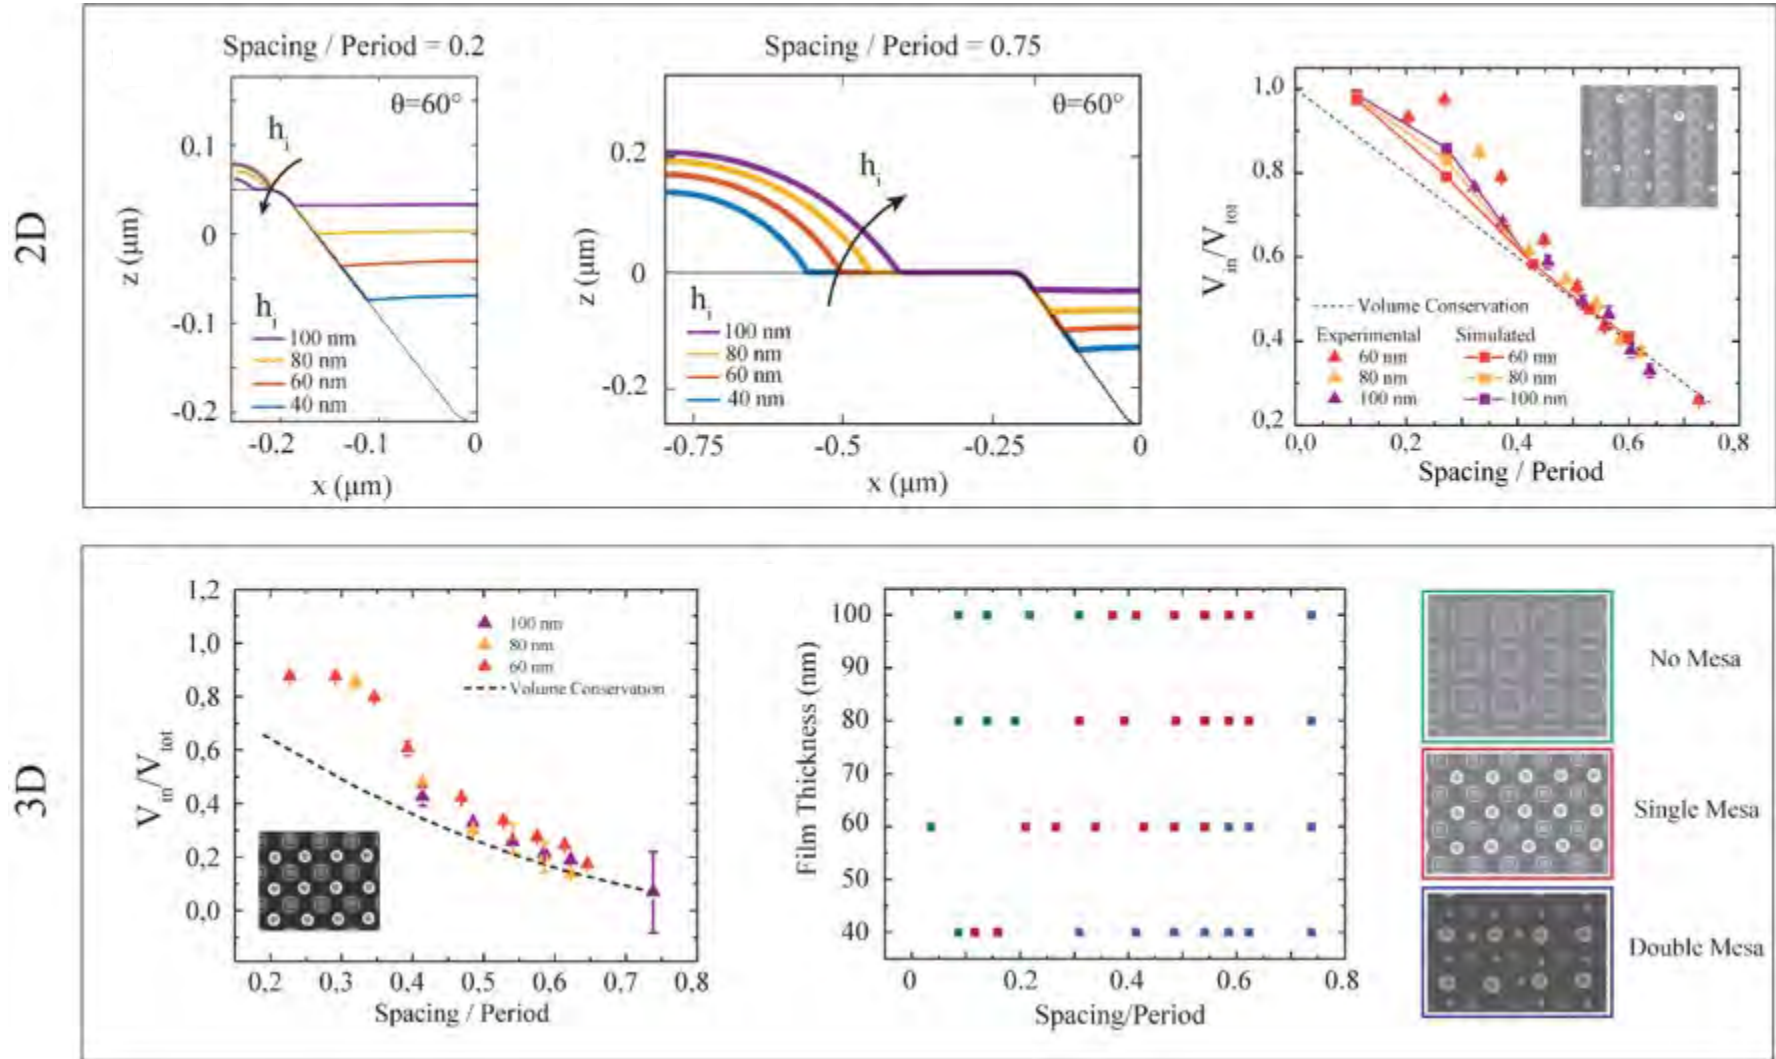 2D
Spacing / Period = 0.2
θ=60°
h_i
h_i
100 nm
80 nm
60 nm
40 nm
0.1
0
-0.1
-0.2
z (μm)
-0.2
-0.1
0
x (μm)
Spacing / Period = 0.75
θ=60°
h_i
h_i
100 nm
80 nm
60 nm
40 nm
0.2
0
-0.2
z (μm)
-0.75
-0.5
-0.25
0
x (μm)
1.0
0.8
0.6
0.4
0,2
V_in/V_tot
Volume Conservation
Experimental Simulated
60 nm 60 nm
80 nm 80 nm
100 nm 100 nm
0.0 0.2 0.4 0.6 0.8
Spacing / Period
3D
1,2
1,0
0,8
0,6
0,4
0,2
0,0
V_in/V_tot
100 nm
80 nm
60 nm
Volume Conservation
0,2 0,3 0,4 0,5 0,6 0,7 0,8
Spacing / Period
100
90
80
70
60
50
40
Film Thickness (nm)
0 0.2 0.4 0.6 0.8
Spacing/Period
No Mesa
Single Mesa
Double Mesa